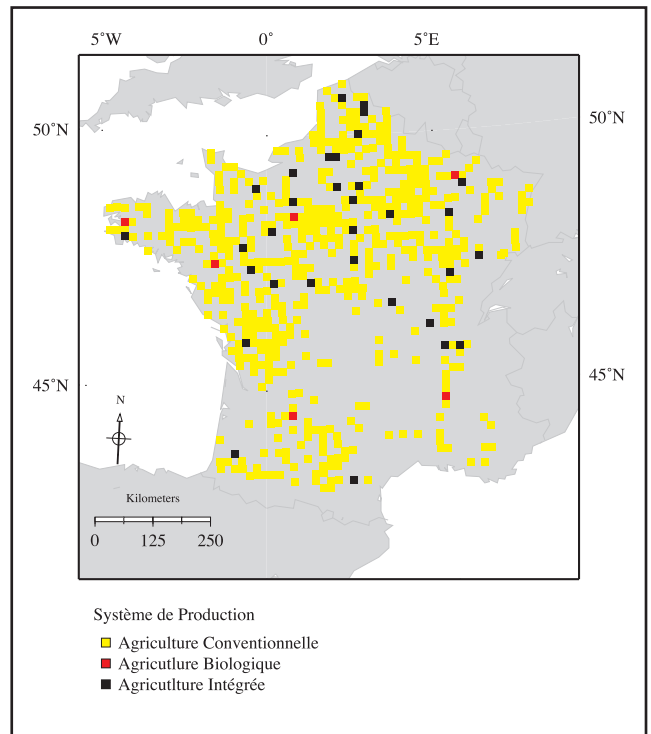 5˚W 0˚ 5˚E
50˚N
50˚N
45˚N
45˚N
N
Kilometers
0 125 250
Système de Production
Agriculture Conventionnelle
Agricutlure Biologique
Agricutlture Intégrée